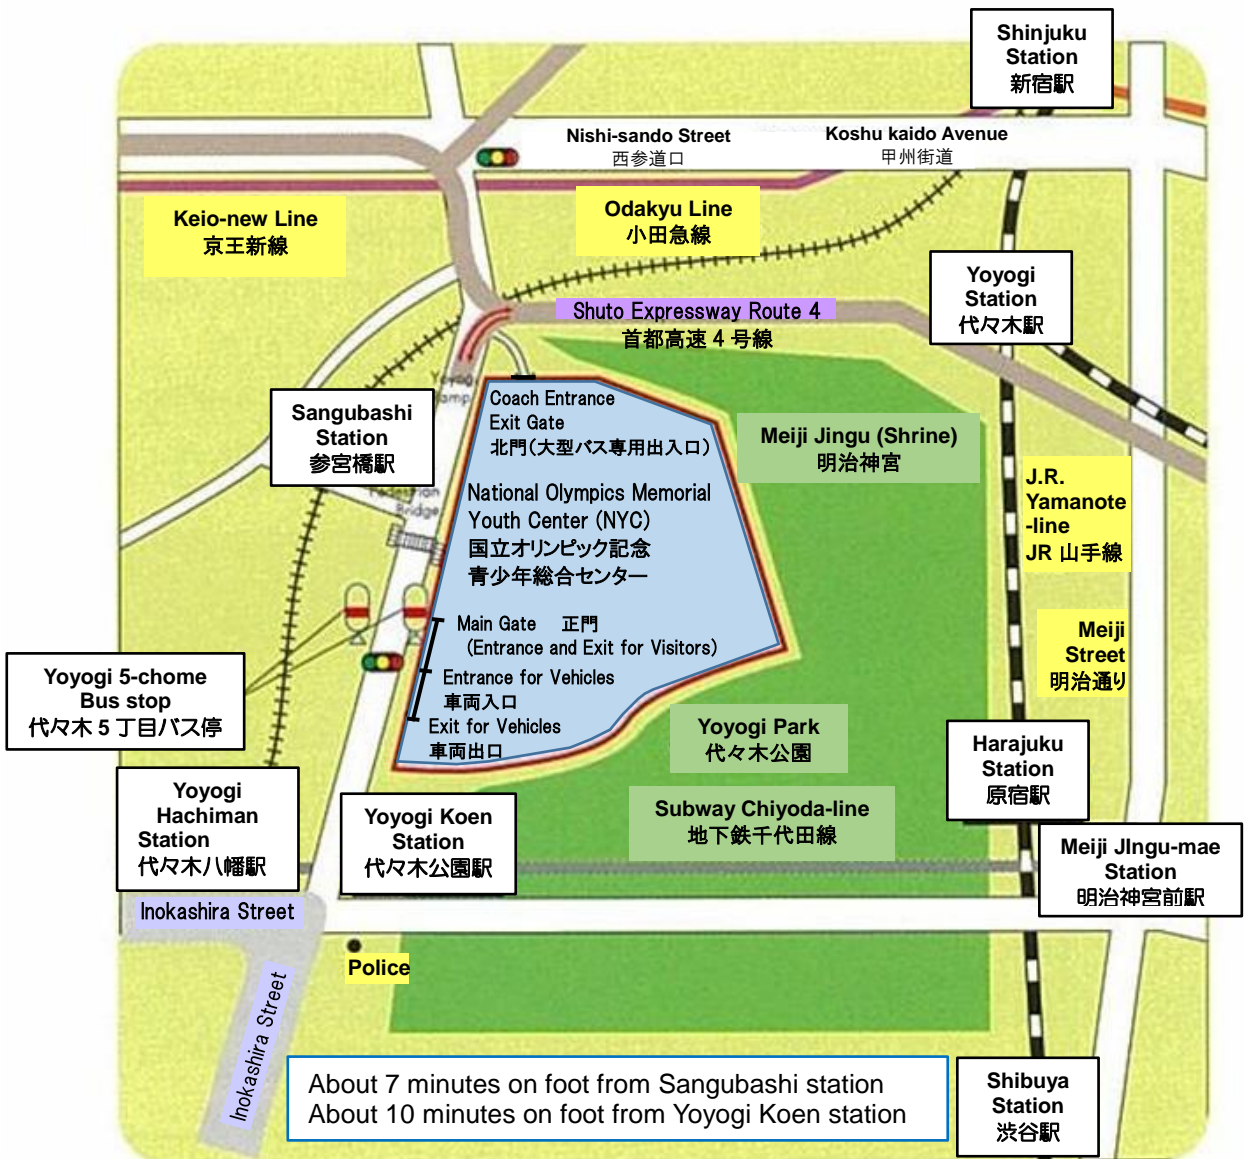 Shinjuku
Station
新宿駅
Nishi-sando Street
西参道口
Koshu kaido Avenue
甲州街道
Keio-new Line
京王新線
Odakyu Line
小田急線
Yoyogi
Station
代々木駅
Shuto Expressway Route 4
首都高速４号線
Sangubashi
Station
参宮橋駅
Coach Entrance
Exit Gate
北門(大型バス専用出入口)
Meiji Jingu (Shrine)
明治神宮
Bridge
National Olympics Memorial
Youth Center (NYC)
国立オリンピック記念
青少年総合センター
J.R.
Yamanote
-line
JR 山手線
Main Gate 正門
(Entrance and Exit for Visitors)
Meiji
Street
明治通り
Yoyogi 5-chome
Bus stop
代々木５丁目バス停
Entrance for Vehicles
車両入口
Exit for Vehicles
車両出口
Yoyogi Park
代々木公園
Harajuku
Station
原宿駅
Yoyogi
Hachiman
Station
代々木八幡駅
Yoyogi Koen
Station
代々木公園駅
Subway Chiyoda-line
地下鉄千代田線
Meiji JIngu-mae
Station
明治神宮前駅
Inokashira Street
Police
Inokashira Street
About 7 minutes on foot from Sangubashi station
About 10 minutes on foot from Yoyogi Koen station
Shibuya
Station
渋谷駅